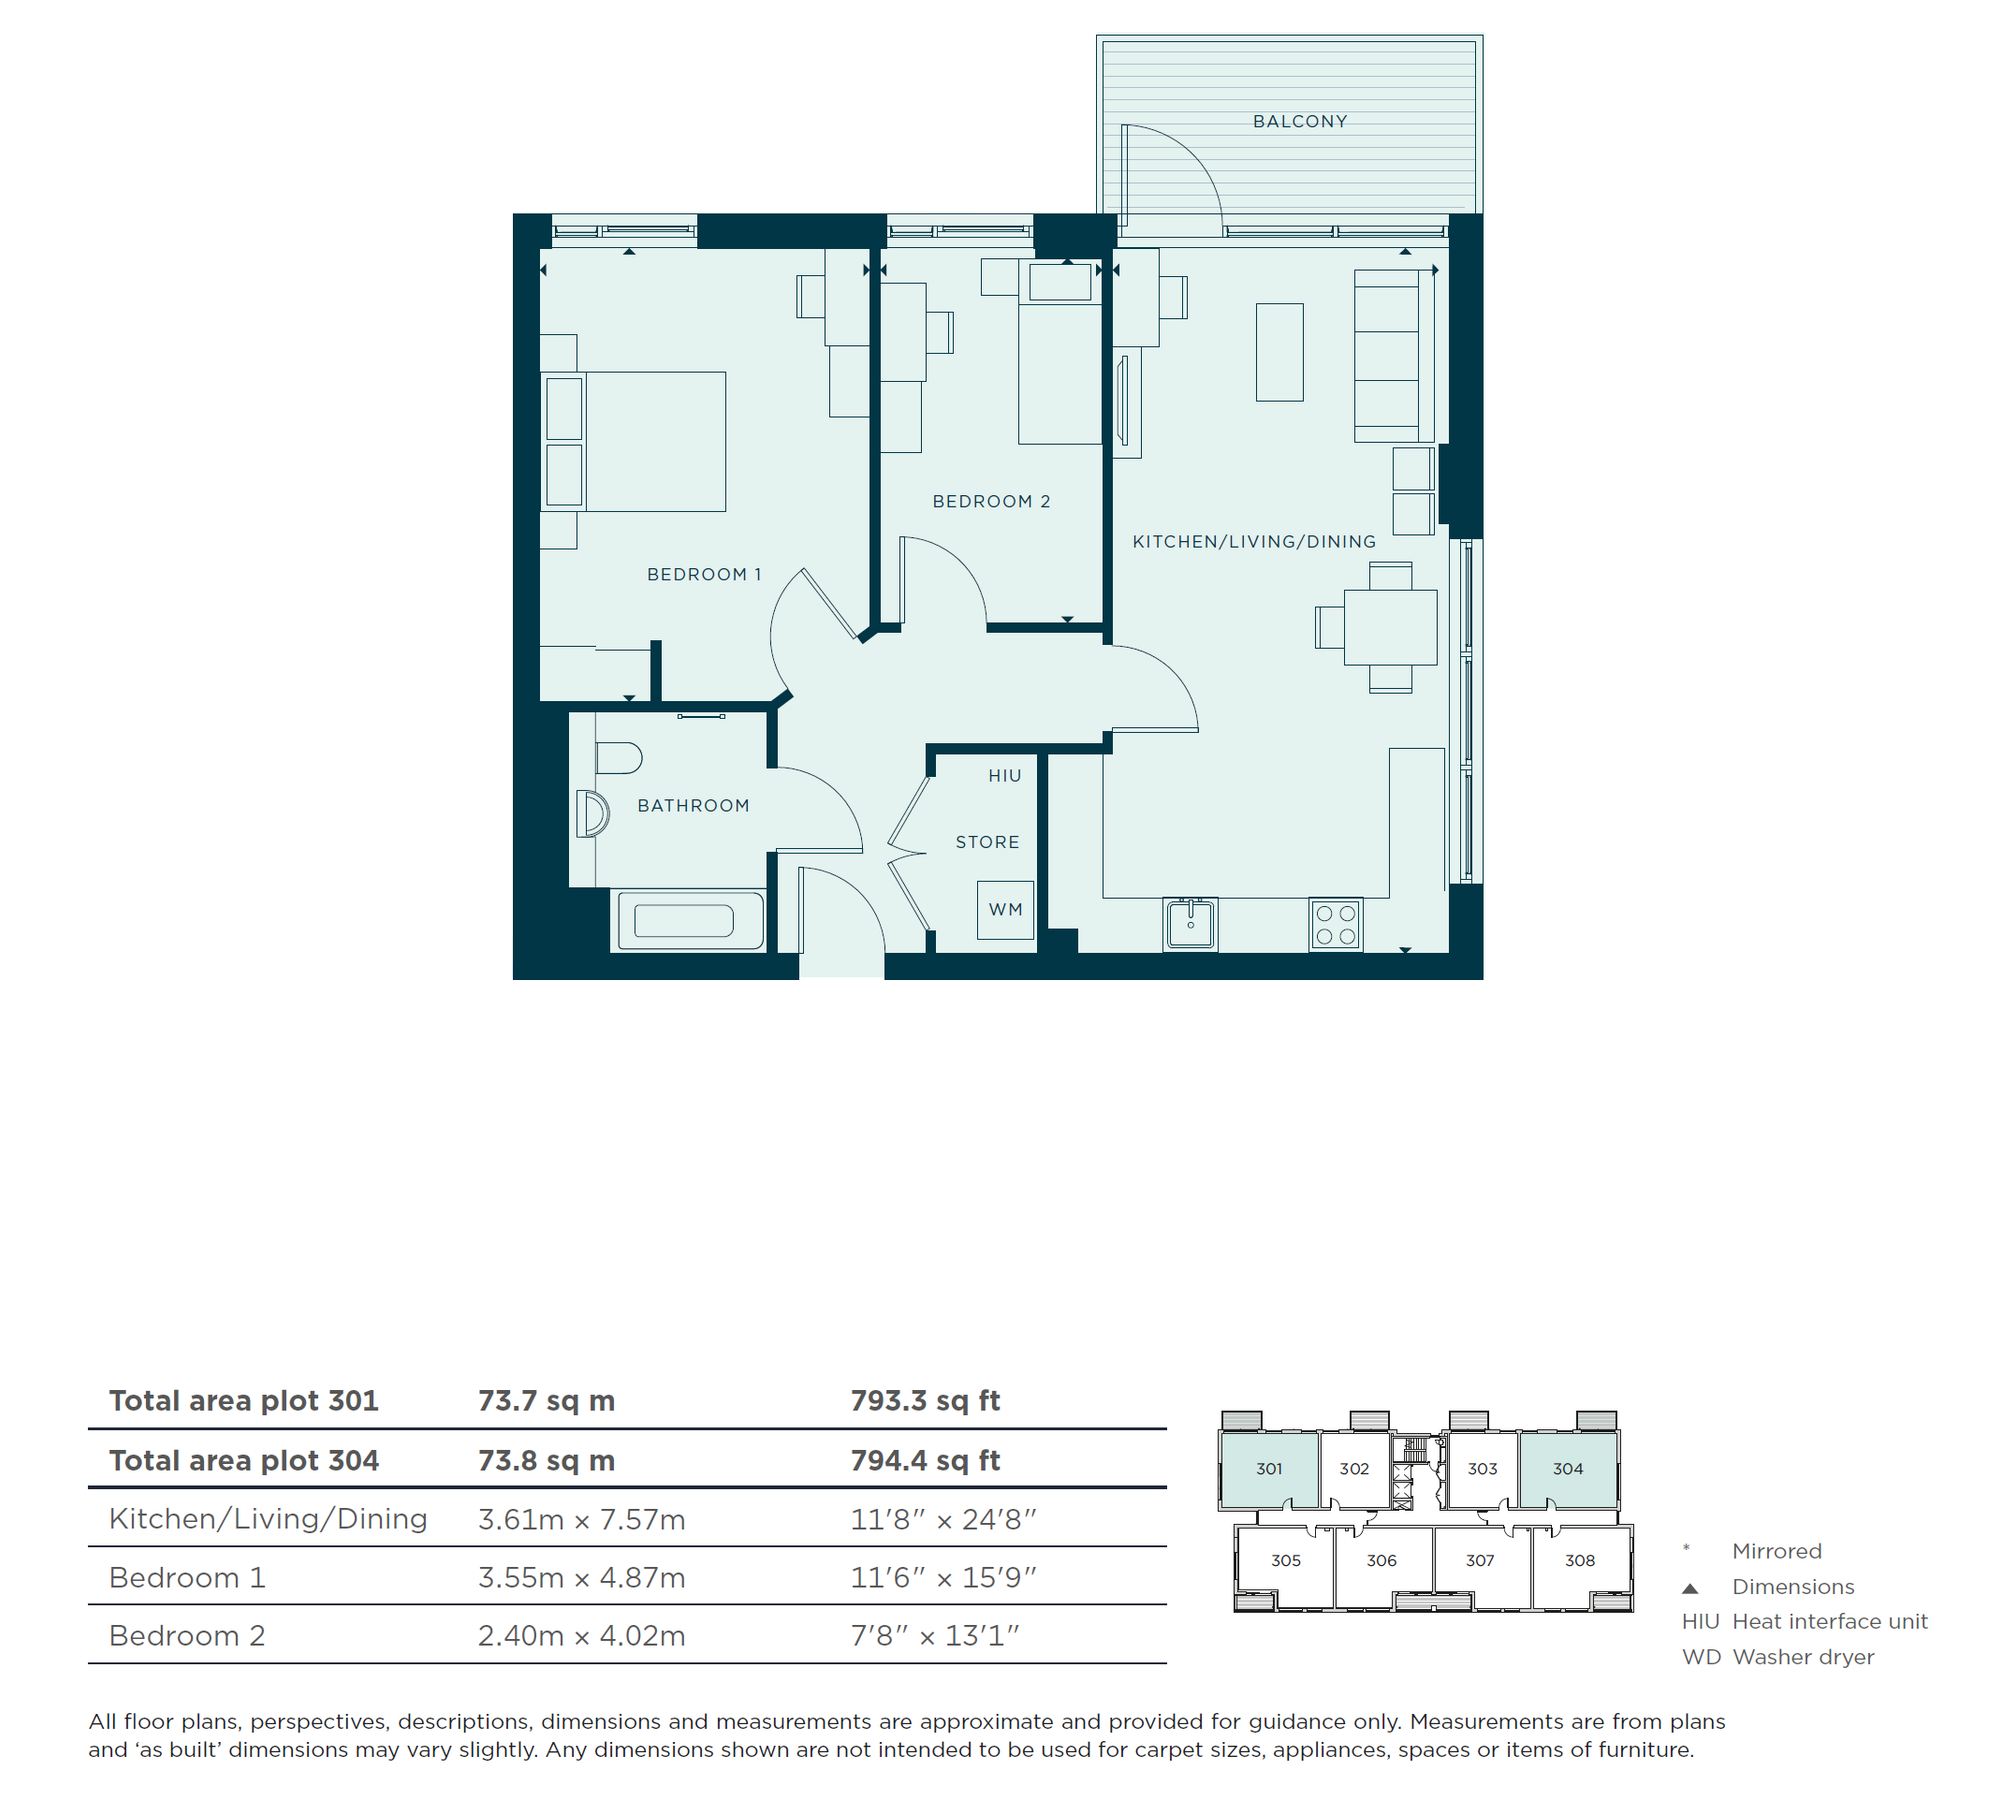 BALCONY
BEDROOM 2
KITCHEN/LIVING/DINING
BEDROOM 1
HIU
BATHROOM
STORE
WM
Total area plot 301 73.7 sq m 793.3 sq ft
Total area plot 304 73.8 sq m 794.4 sq ft
Kitchen/Living/Dining 3.61m × 7.57m 11′8″ × 24′8″
Bedroom 1 3.55m × 4.87m 11′6″ × 15′9″
Bedroom 2 2.40m × 4.02m 7′8″ × 13′1″
301 302 303 304
305 306 307 308
* Mirrored
▲ Dimensions
HIU Heat interface unit
WD Washer dryer
All floor plans, perspectives, descriptions, dimensions and measurements are approximate and provided for guidance only. Measurements are from plans
and ‘as built’ dimensions may vary slightly. Any dimensions shown are not intended to be used for carpet sizes, appliances, spaces or items of furniture.